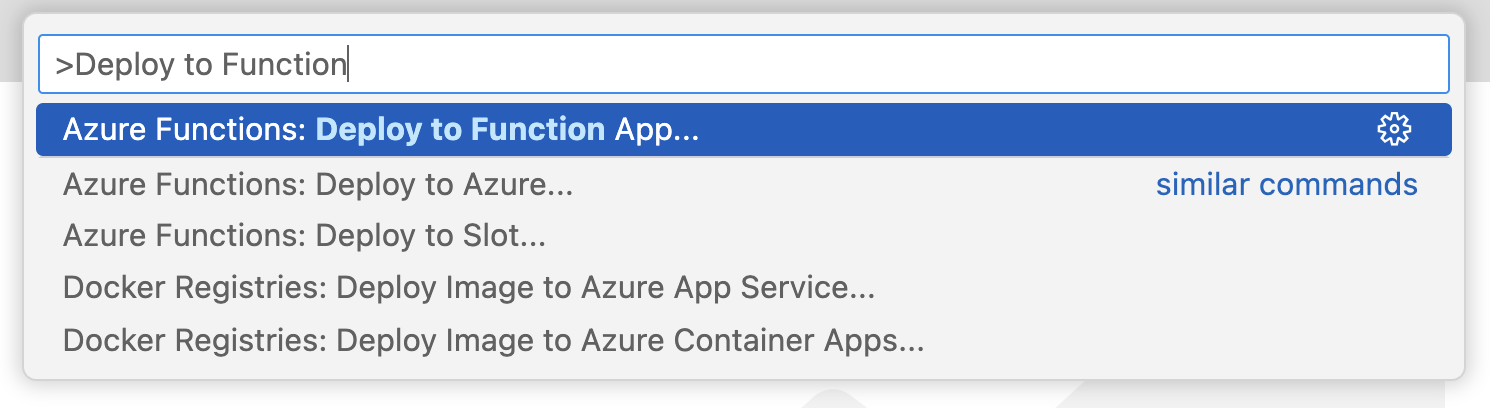 >Deploy to Function
Azure Functions: Deploy to Function App...
Azure Functions: Deploy to Azure... similar commands
Azure Functions: Deploy to Slot...
Docker Registries: Deploy Image to Azure App Service...
Docker Registries: Deploy Image to Azure Container Apps...